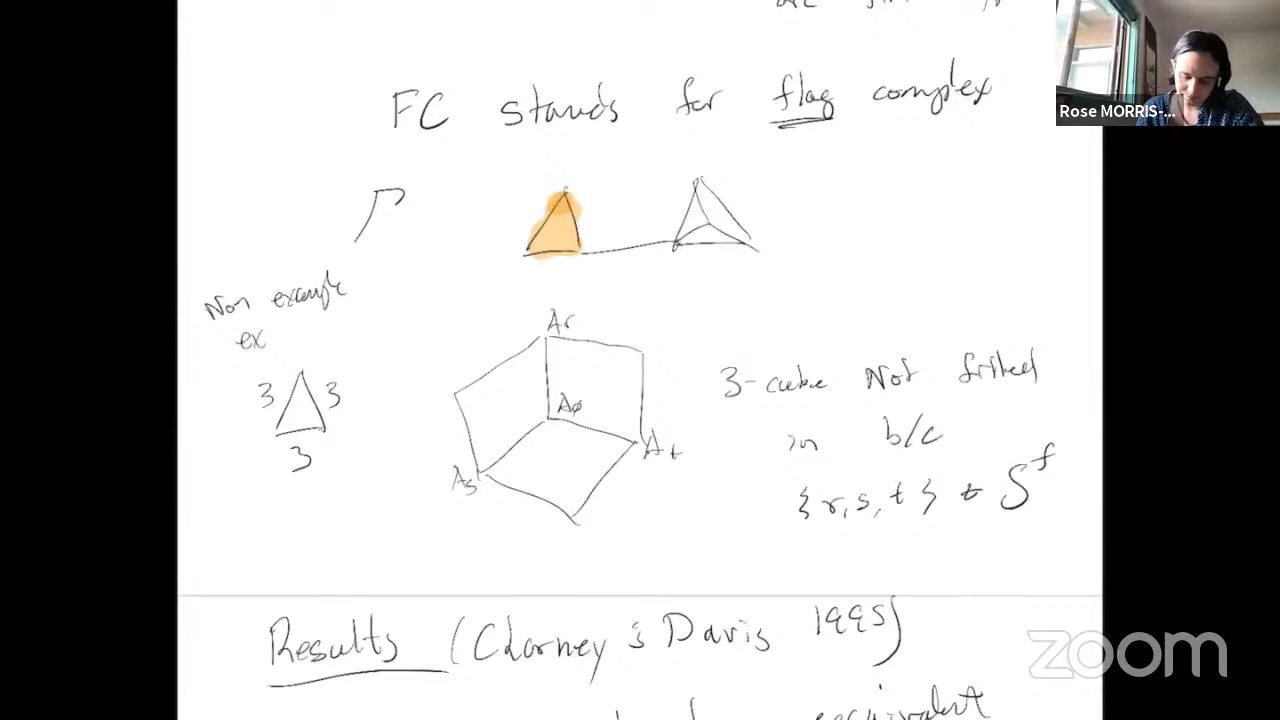 FC stands for flag complex
Rose MORRIS-...
Γ
Non example
ex
3 3
3
Ar
A∅
As
At
3-cube Not filled
in b/c
{r, s, t} ∉ S^f
Results (Charney & Davis 1995)
equivalent
zoom